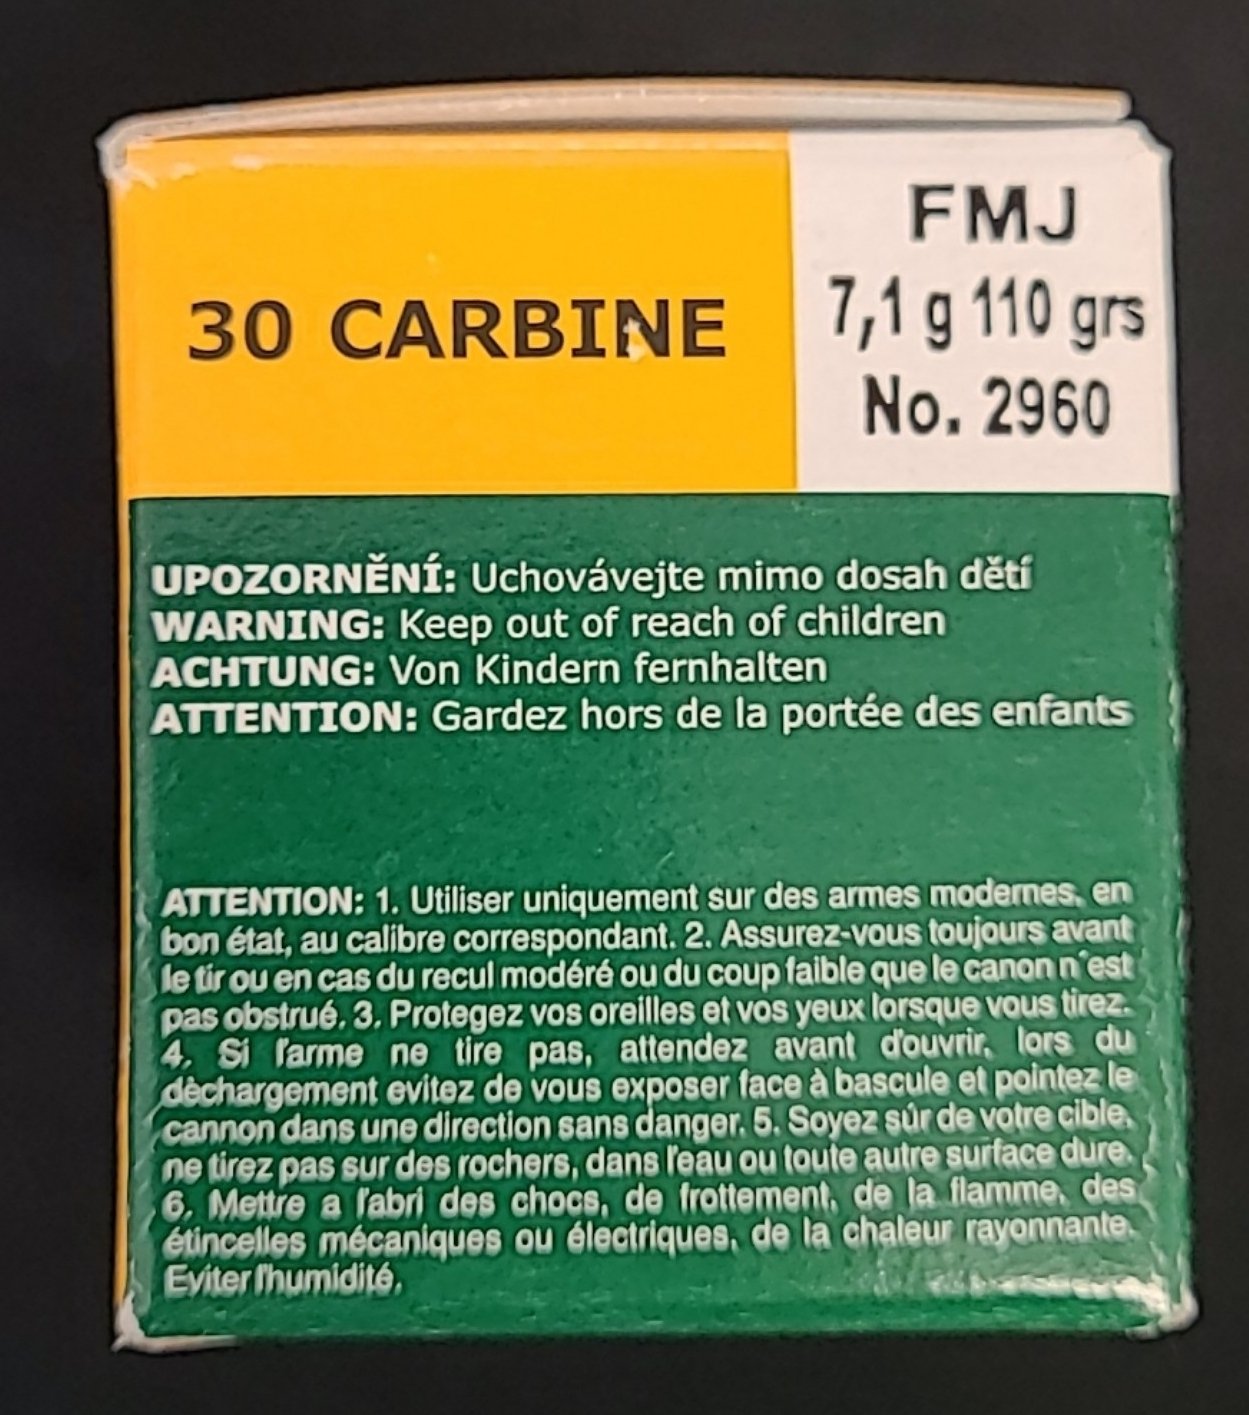 30 CARBINE
FMJ
7,1 g 110 grs
No. 2960
UPOZORNĚNÍ: Uchovávejte mimo dosah dětí
WARNING: Keep out of reach of children
ACHTUNG: Von Kindern fernhalten
ATTENTION: Gardez hors de la portée des enfants
ATTENTION: 1. Utiliser uniquement sur des armes modernes, en
bon état, au calibre correspondant. 2. Assurez-vous toujours avant
le tir ou en cas du recul modéré ou du coup faible que le canon n´est
pas obstrué. 3. Protegez vos oreilles et vos yeux lorsque vous tirez.
4. Si l'arme ne tire pas, attendez avant d'ouvrir, lors du
dèchargement evitez de vous exposer face à bascule et pointez le
cannon dans une direction sans danger. 5. Soyez sûr de votre cible,
ne tirez pas sur des rochers, dans l'eau ou toute autre surface dure.
6. Mettre a l'abri des chocs, de frottement, de la flamme, des
étincelles mécaniques ou électriques, de la chaleur rayonnante.
Eviter l'humidité.